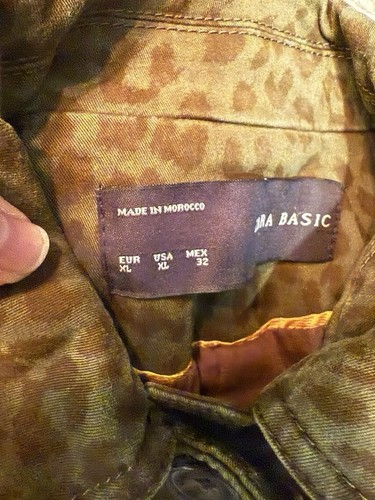 MADE IN MOROCCO
ARA BASIC
EUR USA MEX
XL XL 32